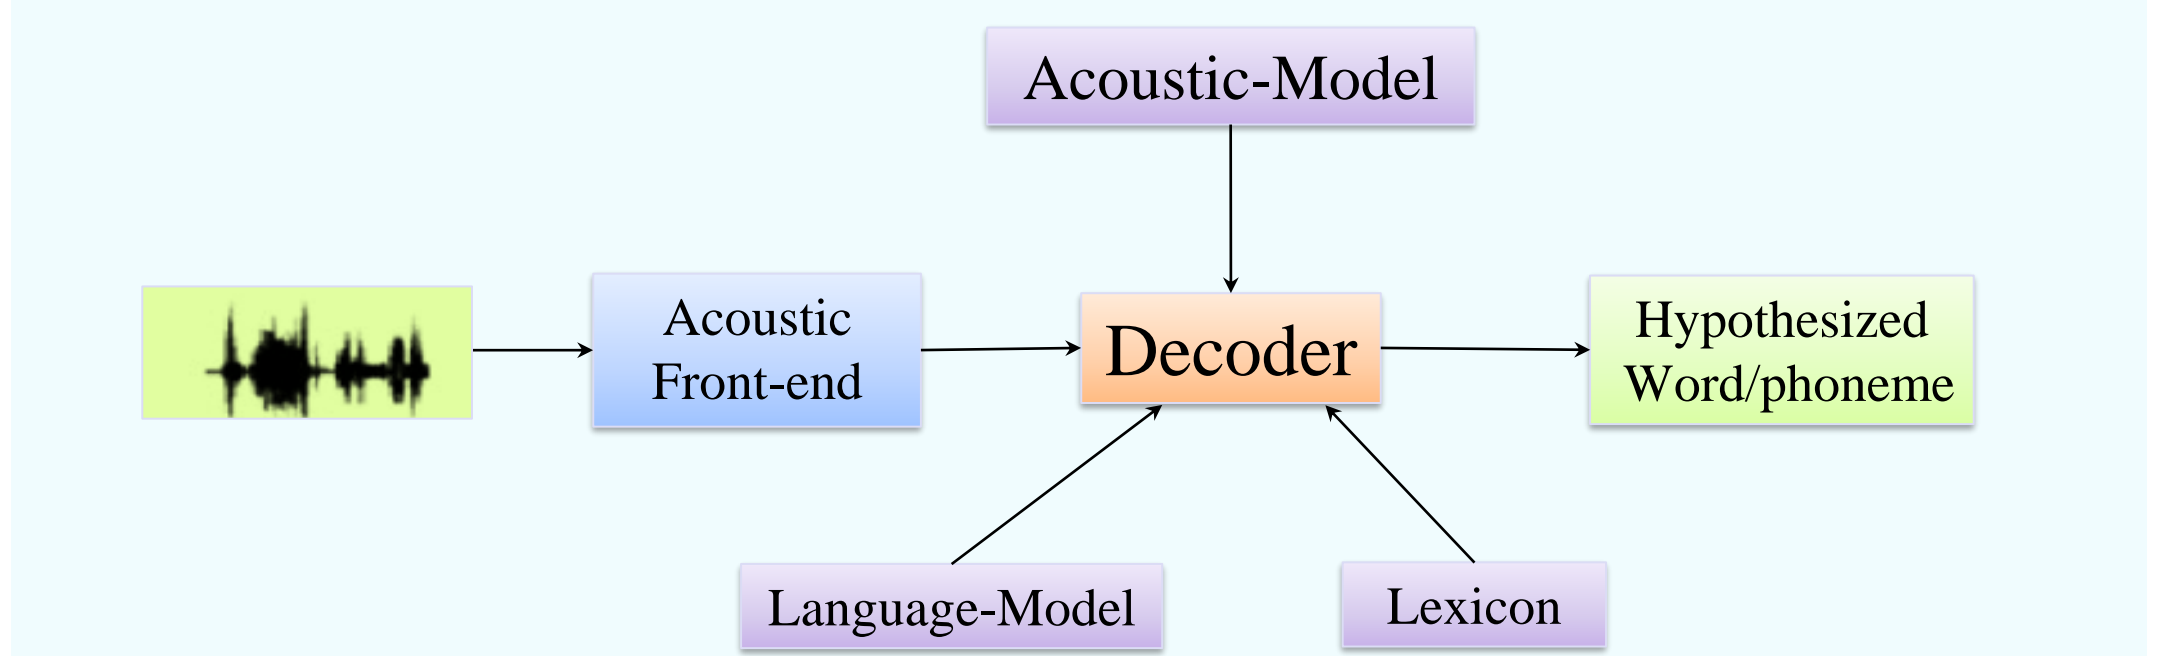 Acoustic-Model
Acoustic
Front-end
Decoder
Hypothesized
Word/phoneme
Language-Model
Lexicon